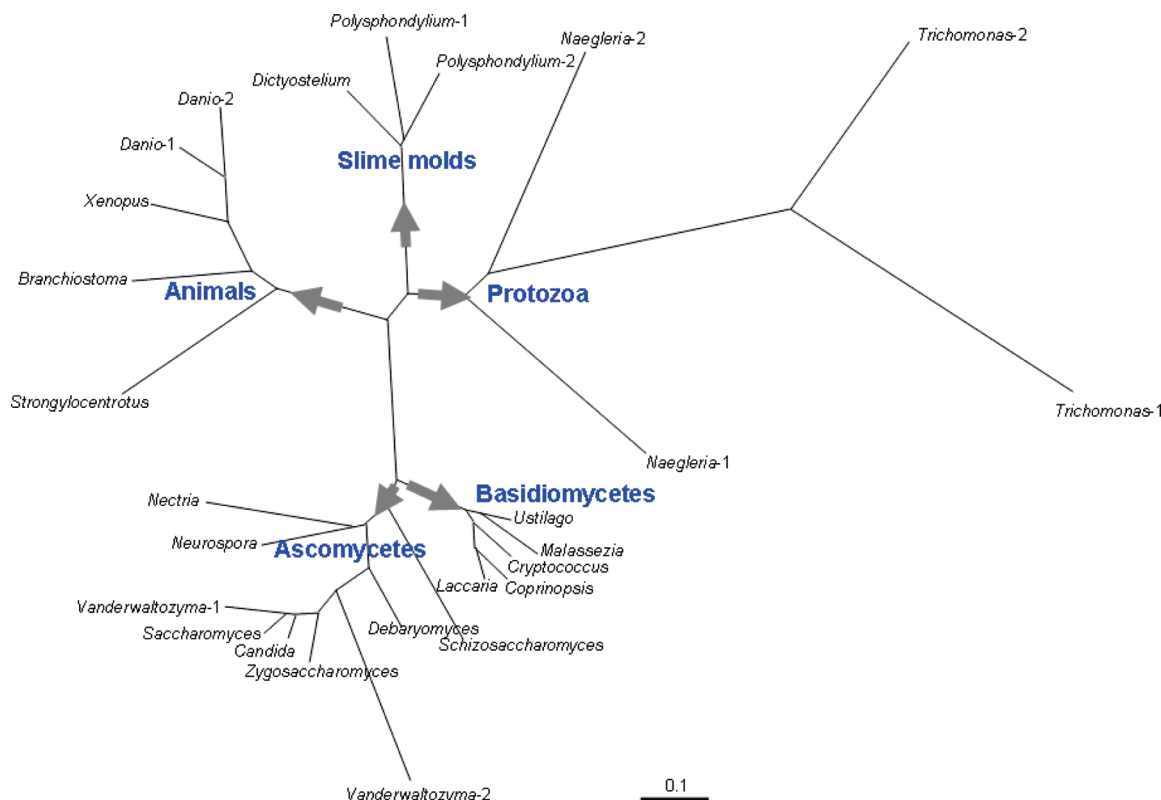 Polysphondylium-1
Naegleria-2
Trichomonas-2
Polysphondylium-2
Dictyostelium
Danio-2
Danio-1
Slime molds
Xenopus
Branchiostoma
Animals
Protozoa
Strongylocentrotus
Trichomonas-1
Naegleria-1
Basidiomycetes
Nectria
Ustilago
Neurospora
Ascomycetes
Malassezia
Cryptococcus
Laccaria
Coprinopsis
Vanderwaltozyma-1
Saccharomyces
Debaryomyces
Candida
Schizosaccharomyces
Zygosaccharomyces
0.1
Vanderwaltozyma-2